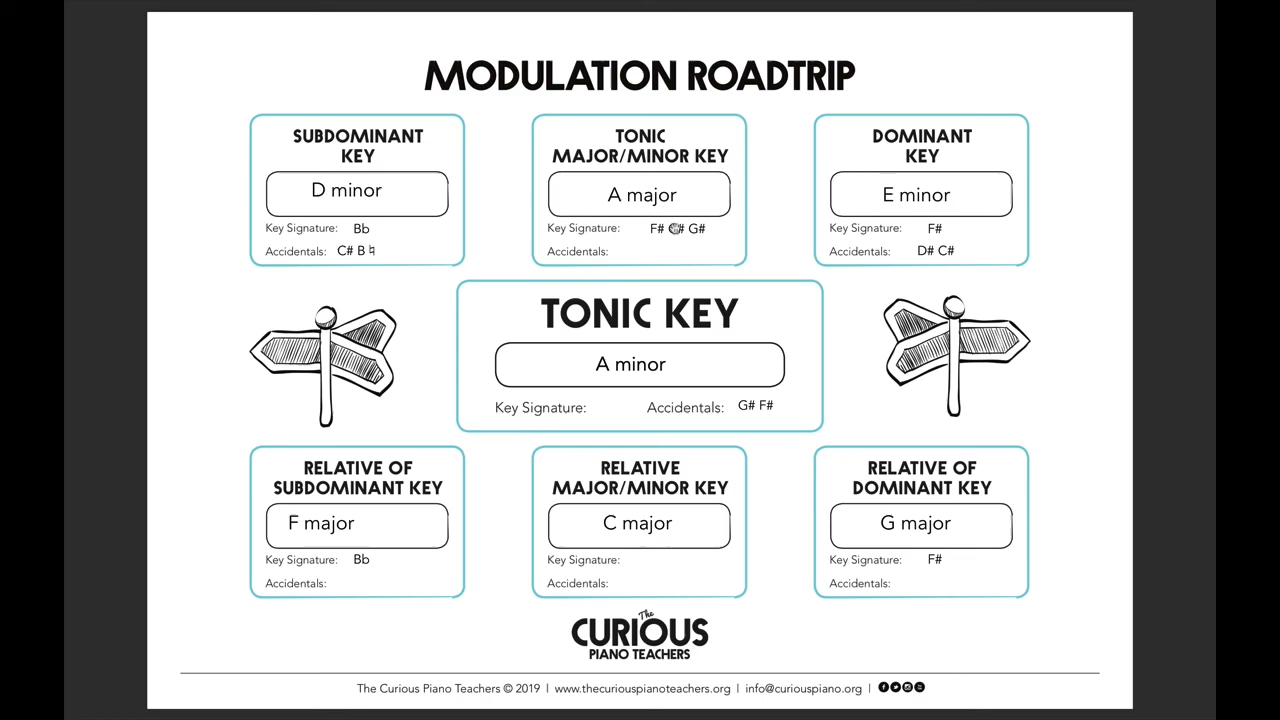 MODULATION ROADTRIP
SUBDOMINANT
KEY
D minor
Key Signature: Bb
Accidentals: C# B ♮
TONIC
MAJOR/MINOR KEY
A major
Key Signature: F# C# G#
Accidentals:
DOMINANT
KEY
E minor
Key Signature: F#
Accidentals: D# C#
TONIC KEY
A minor
Key Signature: Accidentals: G# F#
RELATIVE OF
SUBDOMINANT KEY
F major
Key Signature: Bb
Accidentals:
RELATIVE
MAJOR/MINOR KEY
C major
Key Signature:
Accidentals:
RELATIVE OF
DOMINANT KEY
G major
Key Signature: F#
Accidentals:
The
CURIOUS
PIANO TEACHERS
The Curious Piano Teachers © 2019 | www.thecuriouspianoteachers.org | info@curiouspiano.org |